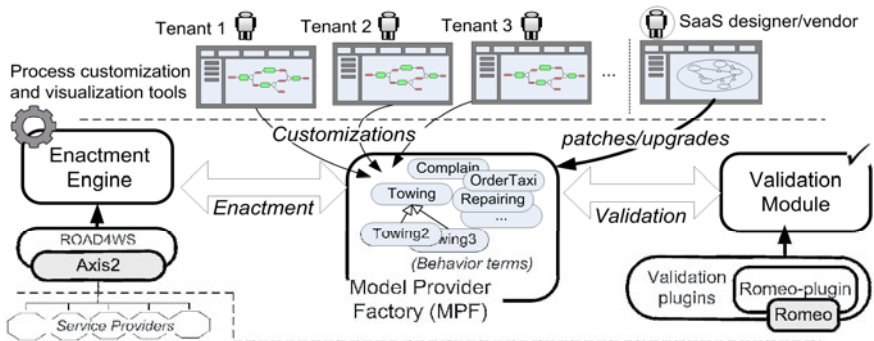 Tenant 1
Tenant 2
Tenant 3
SaaS designer/vendor
Process customization
and visualization tools
...
Customizations
patches/upgrades
Enactment
Engine
Enactment
Complain
OrderTaxi
Towing
Repairing
...
Towing2
Towing3
(Behavior terms)
Model Provider
Factory (MPF)
Validation
Validation
Module
ROAD4WS
Axis2
Service Providers
Validation
plugins
Romeo-plugin
Romeo